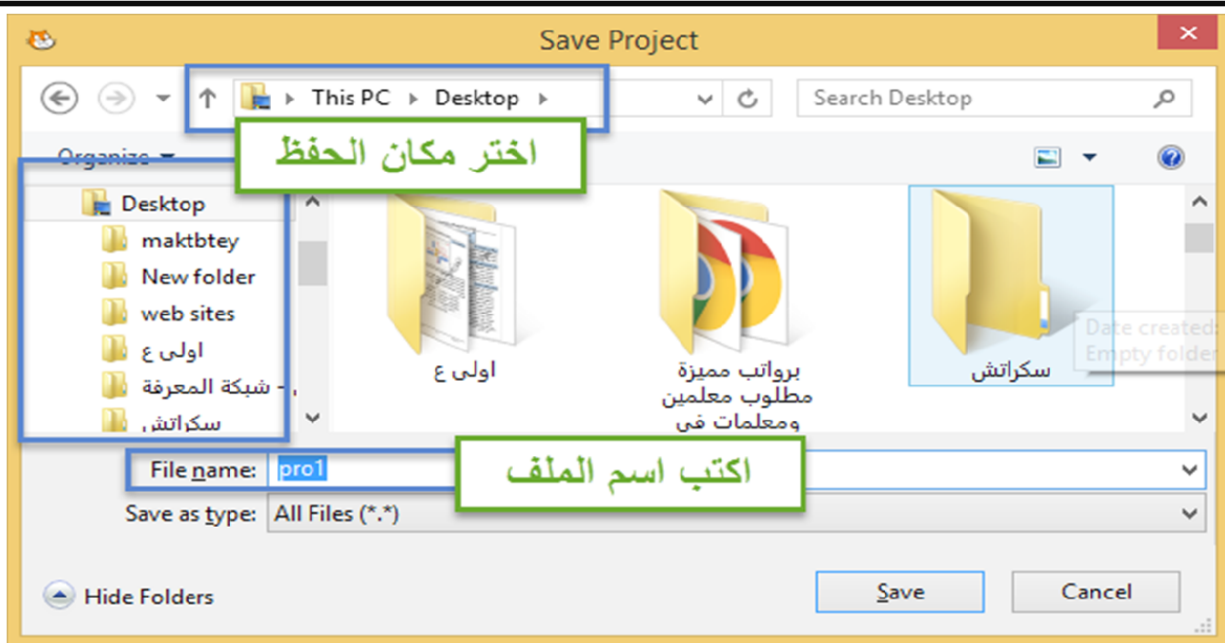 Save Project
This PC ▸ Desktop ▸
Search Desktop
اختر مكان الحفظ
Organize
Desktop
maktbtey
New folder
web sites
اولى ع
شبكة المعرفة -
سكراتش
اولى ع
برواتب مميزة
مطلوب معلمين
ومعلمات في
سكراتش
Date created:
Empty folder
اكتب اسم الملف
File name: pro1
Save as type: All Files (*.*)
Hide Folders
Save
Cancel